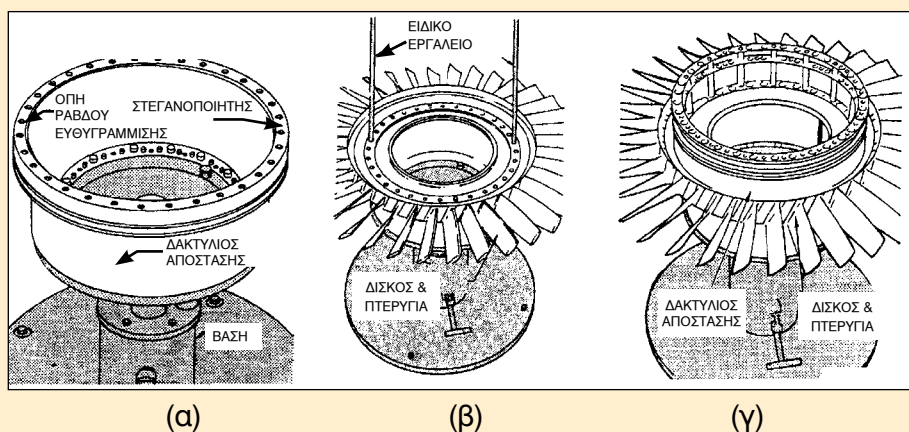 ΟΠΗ
ΡΑΒΔΟΥ
ΕΥΘΥΓΡΑΜΜΙΣΗΣ
ΣΤΕΓΑΝΟΠΟΙΗΤΗΣ
ΔΑΚΤΥΛΙΟΣ
ΑΠΟΣΤΑΣΗΣ
ΒΑΣΗ
ΕΙΔΙΚΟ
ΕΡΓΑΛΕΙΟ
ΔΙΣΚΟΣ &
ΠΤΕΡΥΓΙΑ
ΔΑΚΤΥΛΙΟΣ
ΑΠΟΣΤΑΣΗΣ
ΔΙΣΚΟΣ &
ΠΤΕΡΥΓΙΑ
(α) (β) (γ)